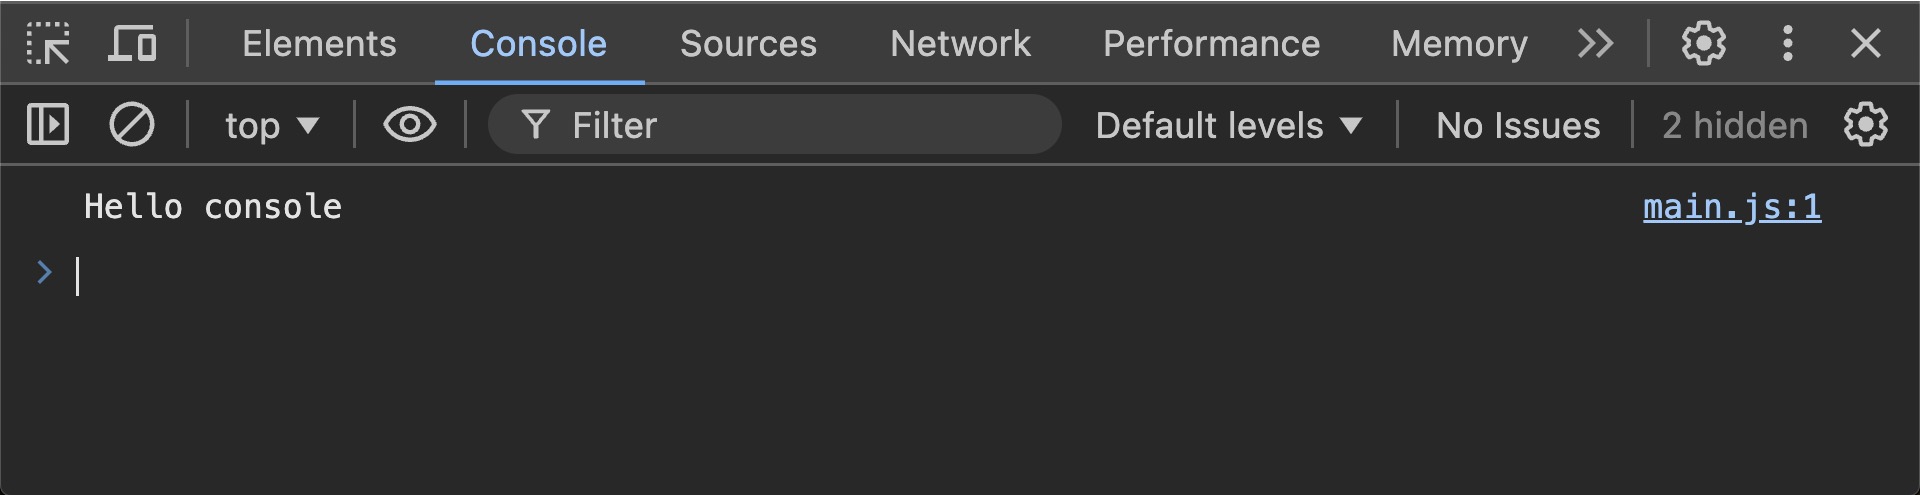 Elements Console Sources Network Performance Memory
top Filter Default levels No Issues 2 hidden
Hello console main.js:1